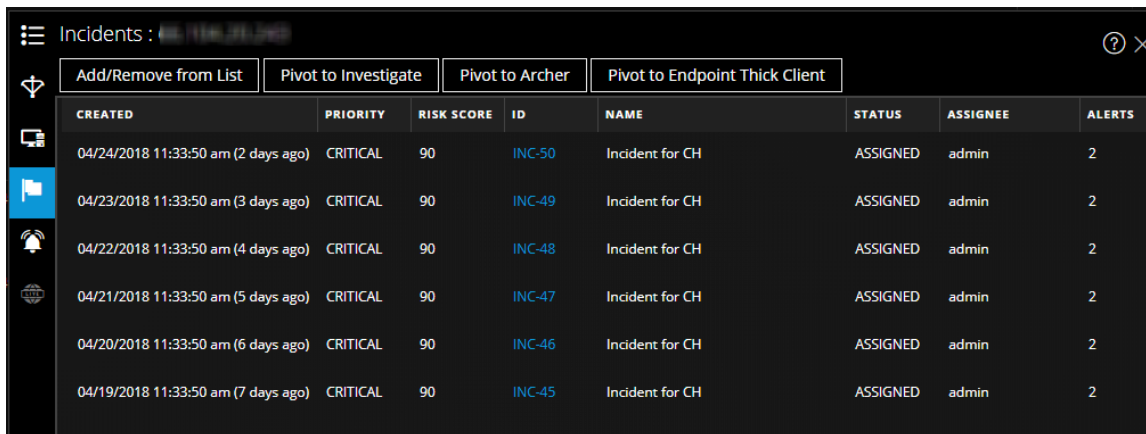 Incidents :
Add/Remove from List Pivot to Investigate Pivot to Archer Pivot to Endpoint Thick Client
CREATED PRIORITY RISK SCORE ID NAME STATUS ASSIGNEE ALERTS
04/24/2018 11:33:50 am (2 days ago) CRITICAL 90 INC-50 Incident for CH ASSIGNED admin 2
04/23/2018 11:33:50 am (3 days ago) CRITICAL 90 INC-49 Incident for CH ASSIGNED admin 2
04/22/2018 11:33:50 am (4 days ago) CRITICAL 90 INC-48 Incident for CH ASSIGNED admin 2
04/21/2018 11:33:50 am (5 days ago) CRITICAL 90 INC-47 Incident for CH ASSIGNED admin 2
04/20/2018 11:33:50 am (6 days ago) CRITICAL 90 INC-46 Incident for CH ASSIGNED admin 2
04/19/2018 11:33:50 am (7 days ago) CRITICAL 90 INC-45 Incident for CH ASSIGNED admin 2
LIVE